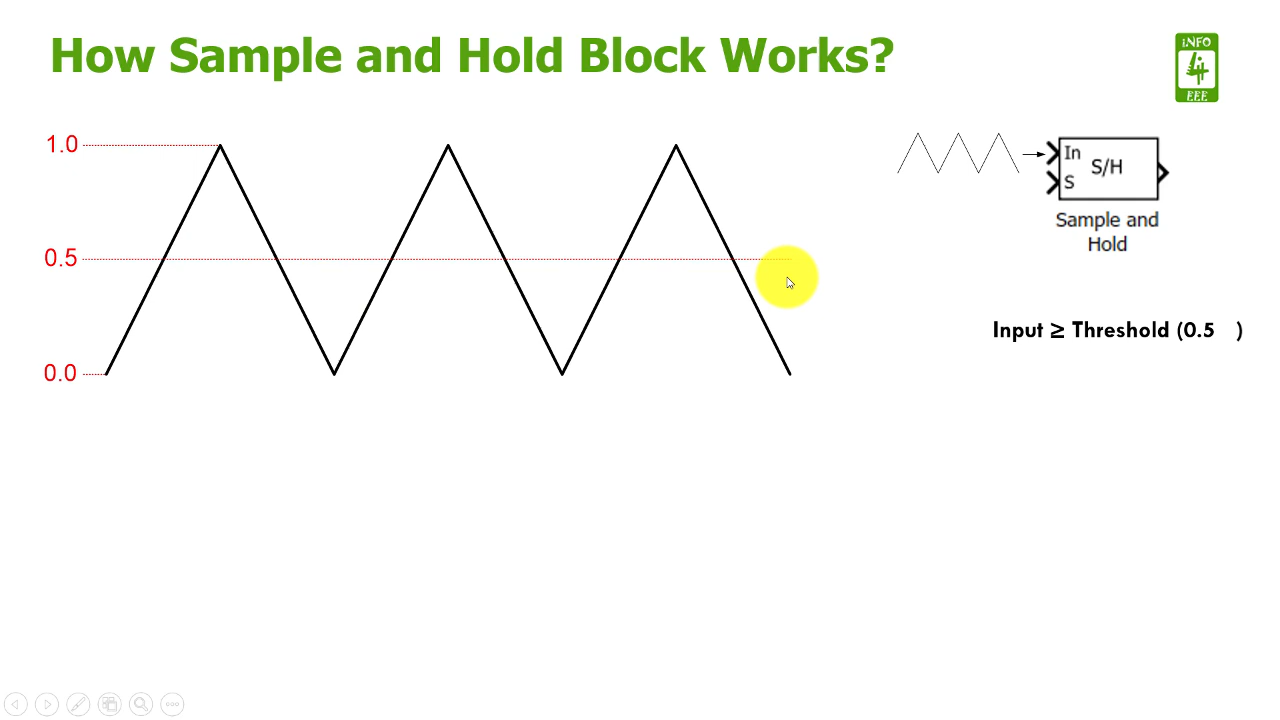 How Sample and Hold Block Works?
iNFO
4
EEE
1.0
0.5
0.0
In
S/H
S
Sample and
Hold
Input ≥ Threshold (0.5 )